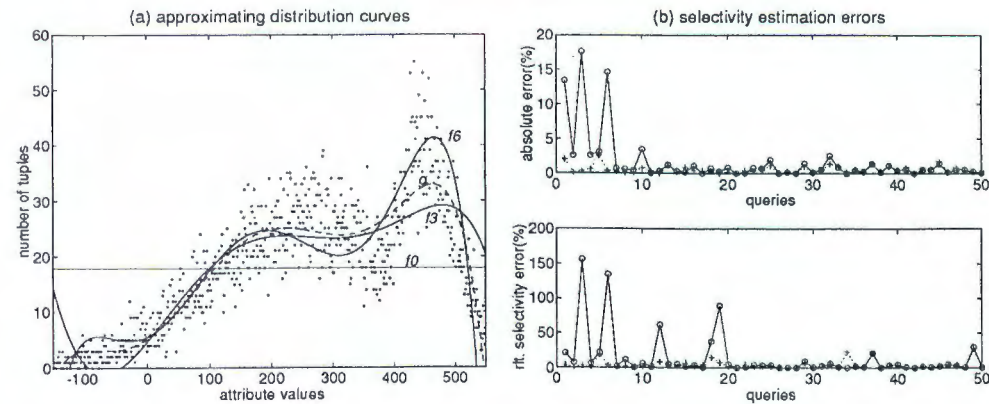 (a) approximating distribution curves
60
50
40
30
20
10
0
number of tuples
f6
g
f3
f0
-100 0 100 200 300 400 500
attribute values
(b) selectivity estimation errors
20
15
10
5
0
absolute error(%)
0 10 20 30 40 50
queries
200
150
100
50
0
rlt. selectivity error(%)
0 10 20 30 40 50
queries